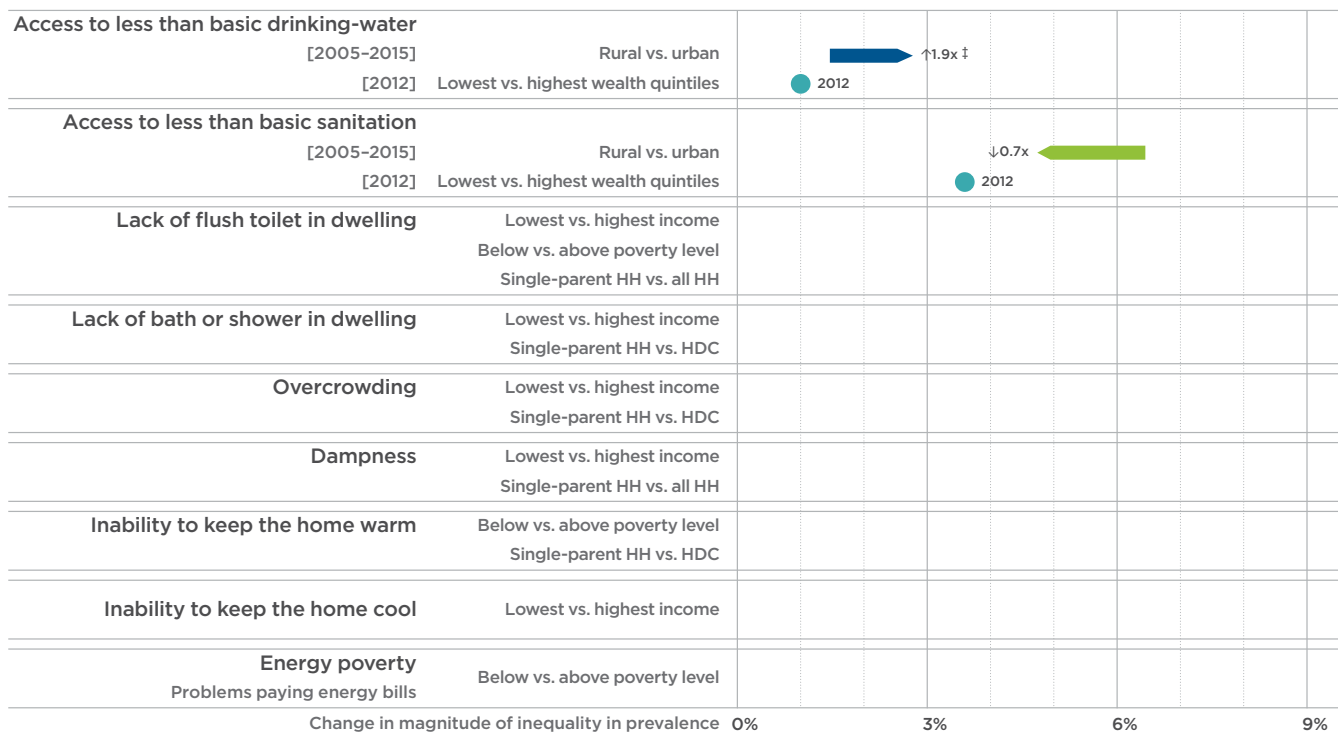 Access to less than basic drinking-water
[2005–2015] Rural vs. urban ↑1.9x ‡
[2012] Lowest vs. highest wealth quintiles 2012
Access to less than basic sanitation
[2005–2015] Rural vs. urban ↓0.7x
[2012] Lowest vs. highest wealth quintiles 2012
Lack of flush toilet in dwelling Lowest vs. highest income
Below vs. above poverty level
Single-parent HH vs. all HH
Lack of bath or shower in dwelling Lowest vs. highest income
Single-parent HH vs. HDC
Overcrowding Lowest vs. highest income
Single-parent HH vs. HDC
Dampness Lowest vs. highest income
Single-parent HH vs. all HH
Inability to keep the home warm Below vs. above poverty level
Single-parent HH vs. HDC
Inability to keep the home cool Lowest vs. highest income
Energy poverty
Below vs. above poverty level
Problems paying energy bills
Change in magnitude of inequality in prevalence 0% 3% 6% 9%